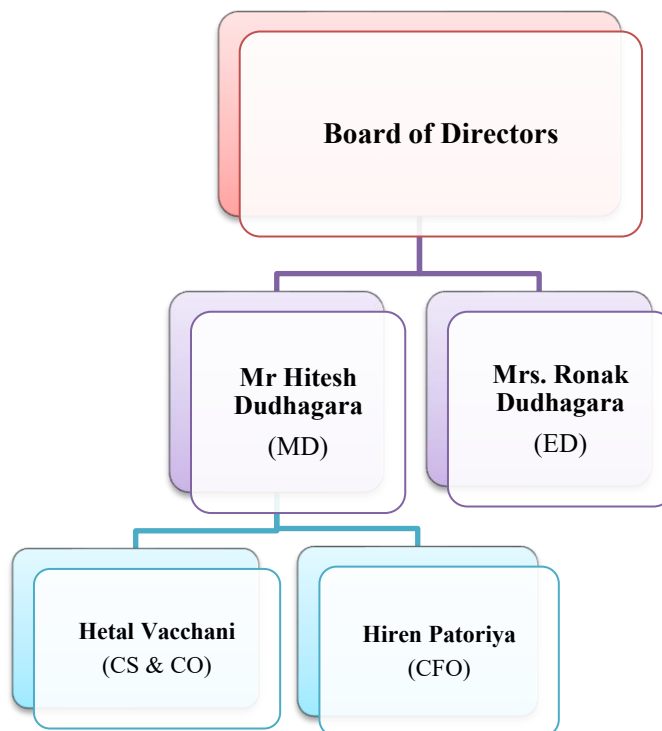 Board of Directors
Mr Hitesh
Dudhagara
(MD)
Mrs. Ronak
Dudhagara
(ED)
Hetal Vacchani
(CS & CO)
Hiren Patoriya
(CFO)